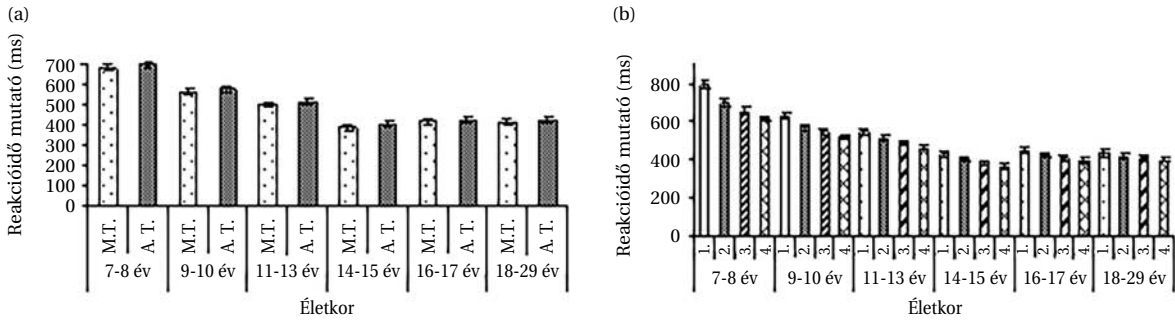 (a)
Reakcióidő mutató (ms)
700
600
500
400
300
200
100
0
M.T. A. T. M.T. A. T. M.T. A. T. M.T. A. T. M.T. A. T. M.T. A. T.
7-8 év 9-10 év 11-13 év 14-15 év 16-17 év 18-29 év
Életkor
(b)
Reakcióidő mutató (ms)
800
600
400
200
0
1. 2. 3. 4. 1. 2. 3. 4. 1. 2. 3. 4. 1. 2. 3. 4. 1. 2. 3. 4. 1. 2. 3. 4.
7-8 év 9-10 év 11-13 év 14-15 év 16-17 év 18-29 év
Életkor